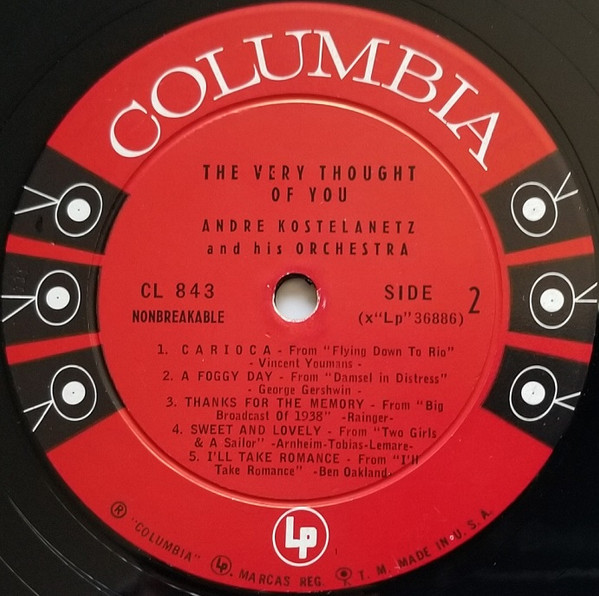 COLUMBIA
THE VERY THOUGHT
OF YOU
ANDRE KOSTELANETZ
and his ORCHESTRA
CL 843
NONBREAKABLE
SIDE 2
(x"Lp"36886)
1. CARIOCA - From "Flying Down To Rio"
- Vincent Youmans -
2. A FOGGY DAY - From "Damsel in Distress"
- George Gershwin -
3. THANKS FOR THE MEMORY - From "Big
Broadcast Of 1938" -Rainger-
4. SWEET AND LOVELY - From "Two Girls
& A Sailor" -Arnheim-Tobias-Lemare-
5. I'LL TAKE ROMANCE - From "I'll
Take Romance" -Ben Oakland-
Lp
® "COLUMBIA" Lp, MARCAS REG. T. M. MADE IN U. S. A.